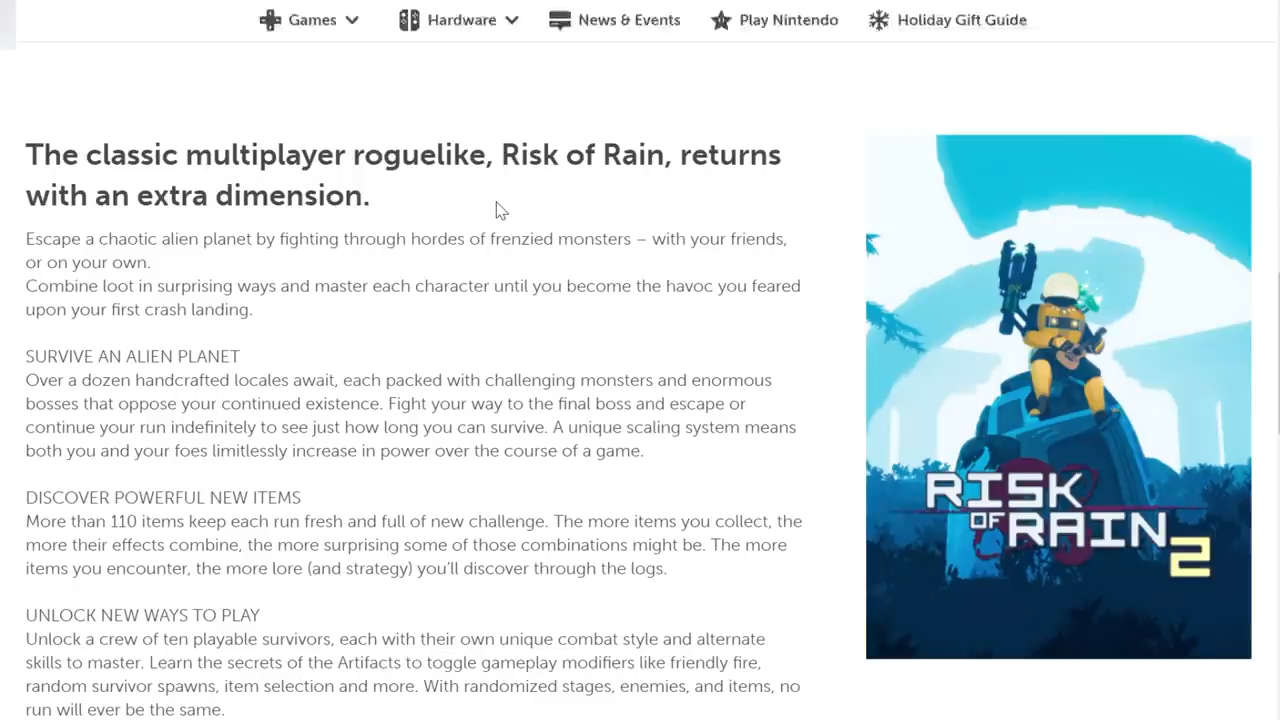 Games
Hardware
News & Events
Play Nintendo
Holiday Gift Guide
The classic multiplayer roguelike, Risk of Rain, returns
with an extra dimension.
Escape a chaotic alien planet by fighting through hordes of frenzied monsters – with your friends,
or on your own.
Combine loot in surprising ways and master each character until you become the havoc you feared
upon your first crash landing.
SURVIVE AN ALIEN PLANET
Over a dozen handcrafted locales await, each packed with challenging monsters and enormous
bosses that oppose your continued existence. Fight your way to the final boss and escape or
continue your run indefinitely to see just how long you can survive. A unique scaling system means
both you and your foes limitlessly increase in power over the course of a game.
DISCOVER POWERFUL NEW ITEMS
More than 110 items keep each run fresh and full of new challenge. The more items you collect, the
more their effects combine, the more surprising some of those combinations might be. The more
items you encounter, the more lore (and strategy) you’ll discover through the logs.
UNLOCK NEW WAYS TO PLAY
Unlock a crew of ten playable survivors, each with their own unique combat style and alternate
skills to master. Learn the secrets of the Artifacts to toggle gameplay modifiers like friendly fire,
random survivor spawns, item selection and more. With randomized stages, enemies, and items, no
run will ever be the same.
RISK
OF RAIN 2